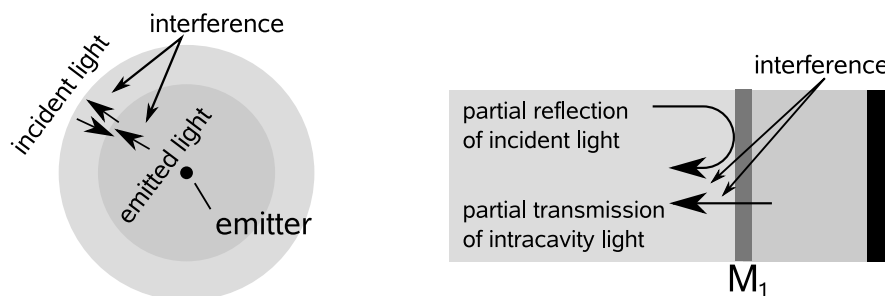 interference
incident light
emitted light
emitter
interference
partial reflection
of incident light
partial transmission
of intracavity light
M1